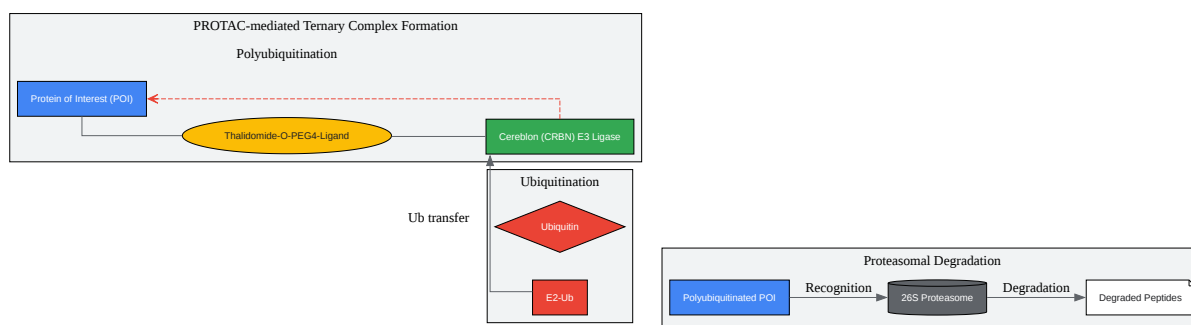 PROTAC-mediated Ternary Complex Formation
Polyubiquitination
Protein of Interest (POI)
Thalidomide-O-PEG4-Ligand
Cereblon (CRBN) E3 Ligase
Ubiquitination
Ub transfer
Ubiquitin
E2-Ub
Proteasomal Degradation
Polyubiquitinated POI
Recognition
26S Proteasome
Degradation
Degraded Peptides